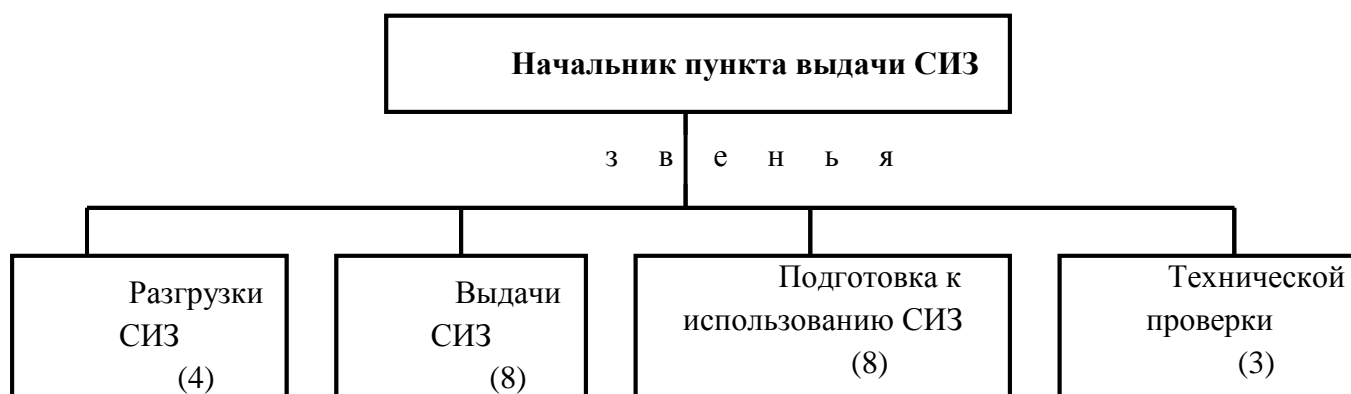 Начальник пункта выдачи СИЗ
з в е н ь я
Разгрузки
СИЗ
(4)
Выдачи
СИЗ
(8)
Подготовка к
использованию СИЗ
(8)
Технической
проверки
(3)